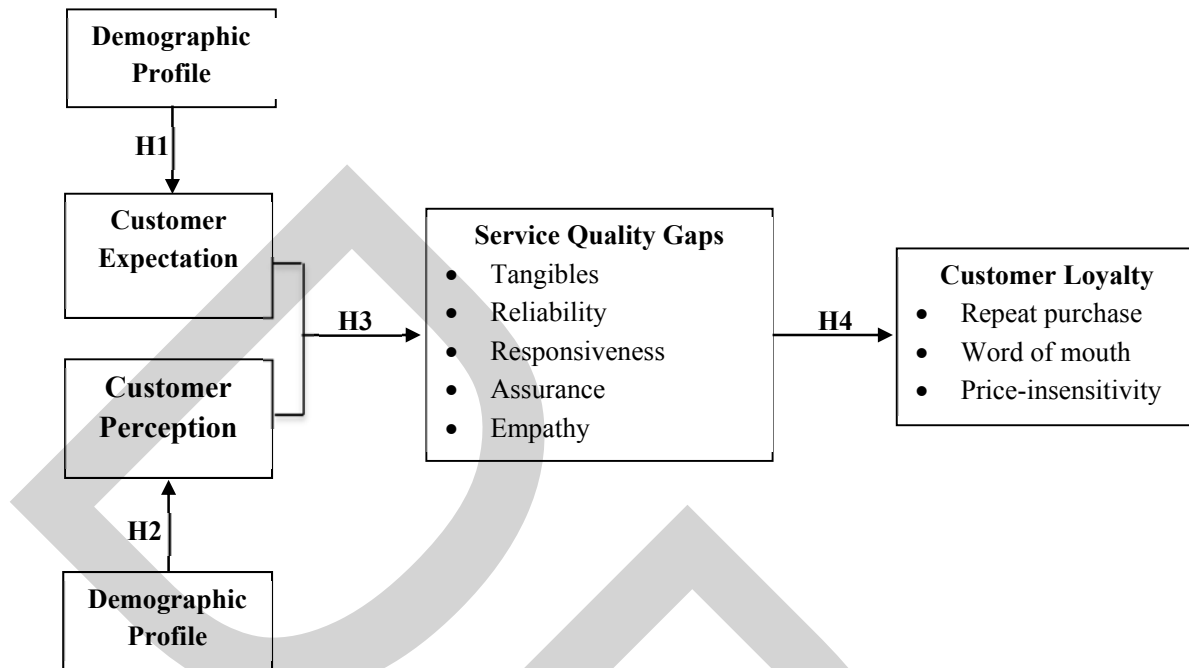 Demographic
Profile
H1
Customer
Expectation
Customer
Perception
H2
Demographic
Profile
H3
Service Quality Gaps
• Tangibles
• Reliability
• Responsiveness
• Assurance
• Empathy
H4
Customer Loyalty
• Repeat purchase
• Word of mouth
• Price-insensitivity